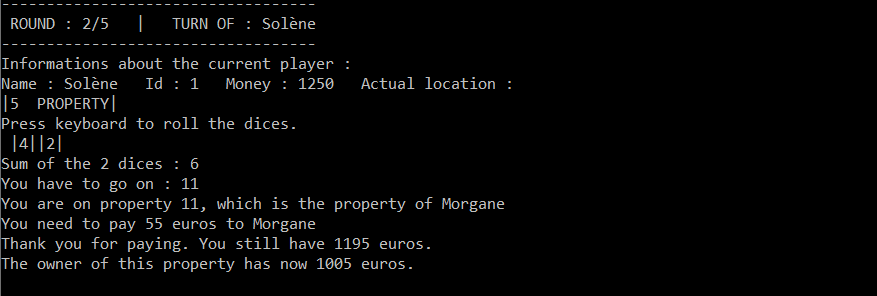 -----------------------------------
ROUND : 2/5   |   TURN OF : Solène
-----------------------------------
Informations about the current player :
Name : Solène   Id : 1   Money : 1250   Actual location :
|5  PROPERTY|
Press keyboard to roll the dices.
|4||2|
Sum of the 2 dices : 6
You have to go on : 11
You are on property 11, which is the property of Morgane
You need to pay 55 euros to Morgane
Thank you for paying. You still have 1195 euros.
The owner of this property has now 1005 euros.